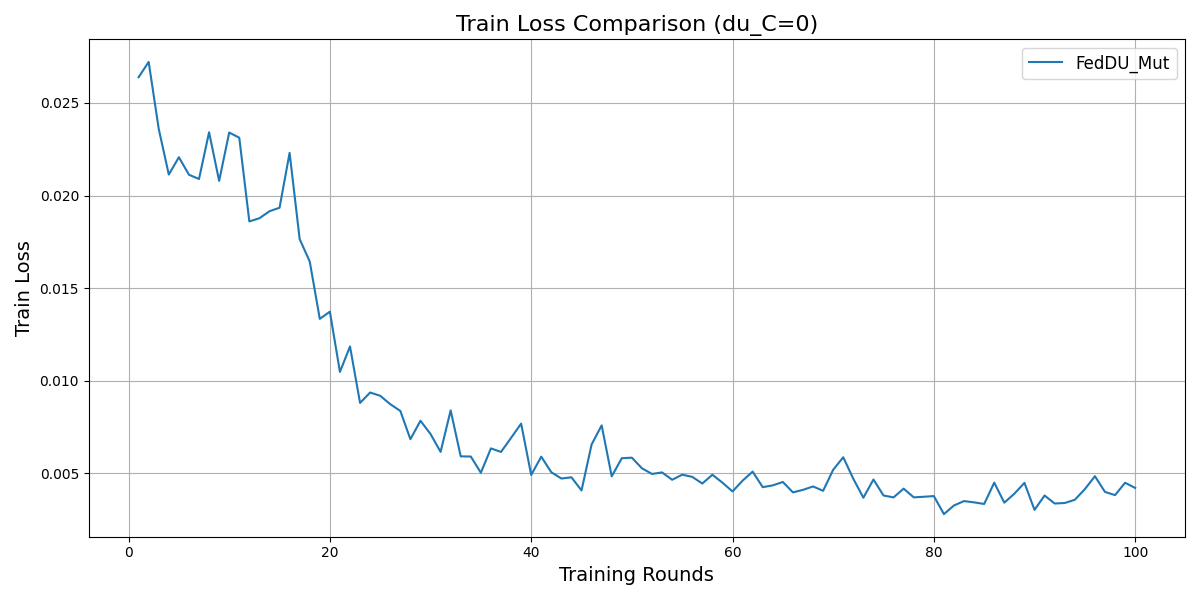 Train Loss Comparison (du_C=0)
FedDU_Mut
Train Loss
0.025
0.020
0.015
0.010
0.005
0 20 40 60 80 100
Training Rounds